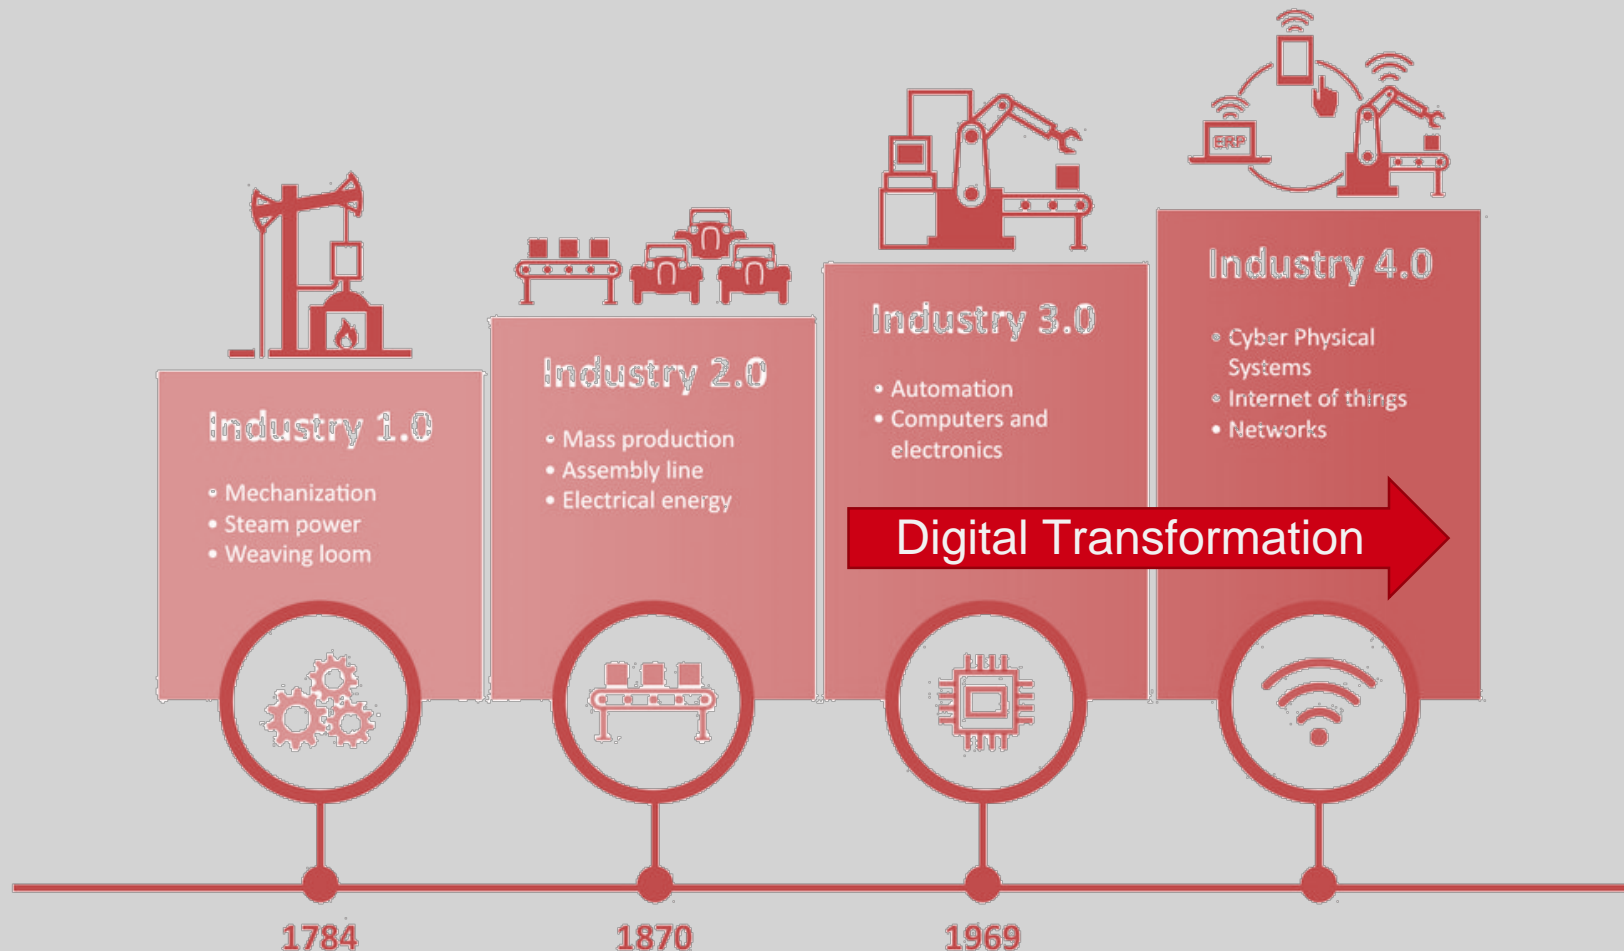 ERP
Industry 1.0
• Mechanization
• Steam power
• Weaving loom
Industry 2.0
• Mass production
• Assembly line
• Electrical energy
Industry 3.0
• Automation
• Computers and
electronics
Industry 4.0
• Cyber Physical
Systems
• Internet of things
• Networks
Digital Transformation
1784
1870
1969